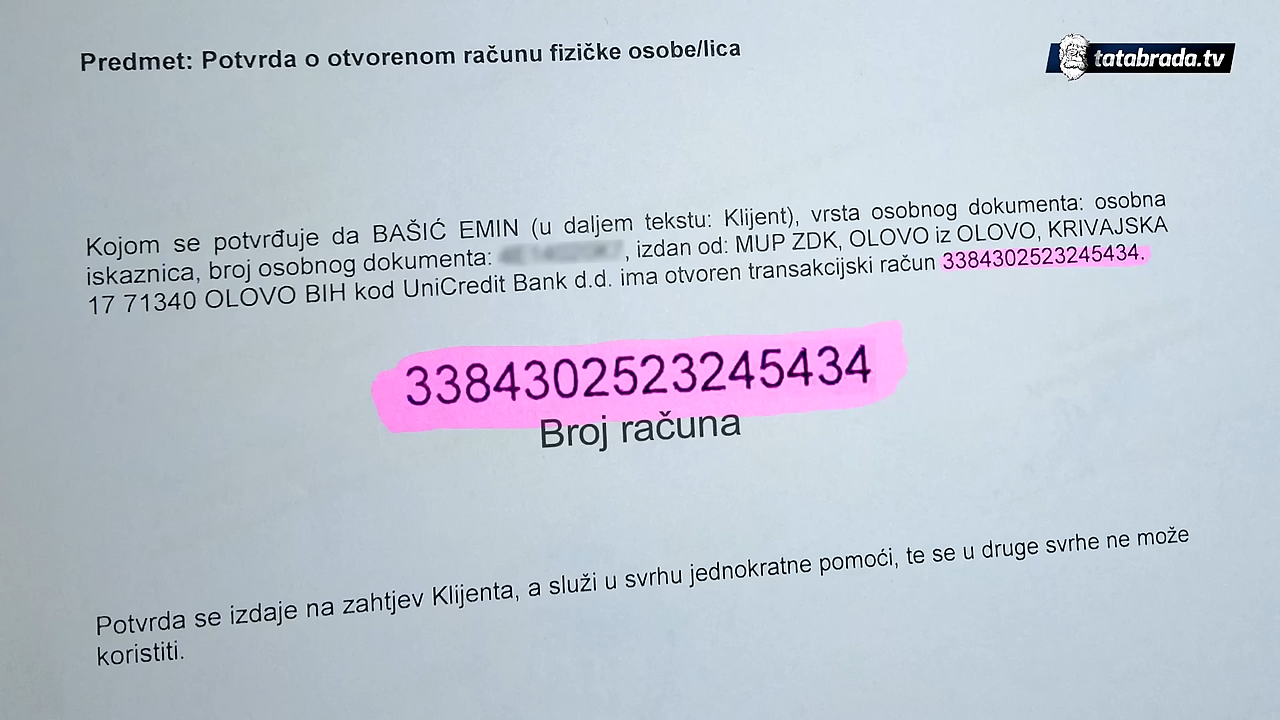 Predmet: Potvrda o otvorenom računu fizičke osobe/lica
tatabrada.tv
Kojom se potvrđuje da BAŠIĆ EMIN (u daljem tekstu: Klijent), vrsta osobnog dokumenta: osobna
iskaznica, broj osobnog dokumenta: , izdan od: MUP ZDK, OLOVO iz OLOVO, KRIVAJSKA
17 71340 OLOVO BIH kod UniCredit Bank d.d. ima otvoren transakcijski račun 3384302523245434.
3384302523245434
Broj računa
Potvrda se izdaje na zahtjev Klijenta, a služi u svrhu jednokratne pomoći, te se u druge svrhe ne može
koristiti.